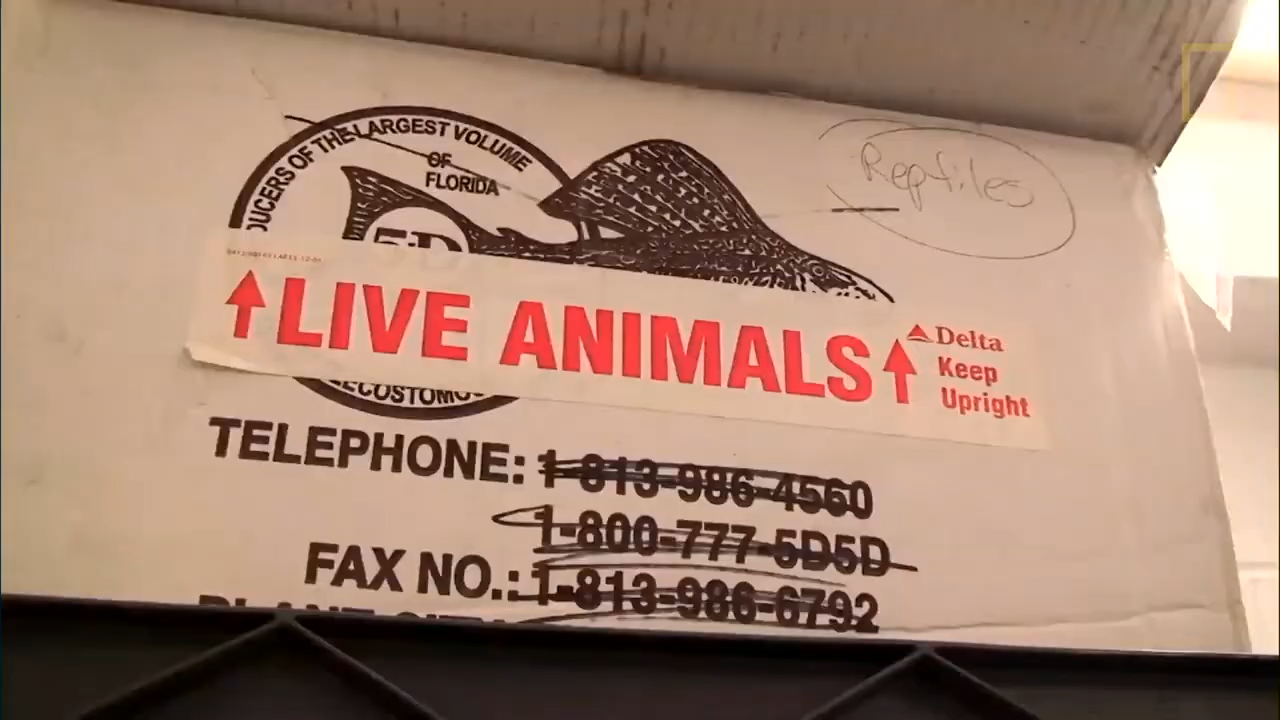 DUCERS OF THE LARGEST VOLUME
OF
FLORIDA
Reptiles
5-D
LIVE ANIMALS
Delta
Keep
Upright
TELEPHONE: 1-813-986-4560
1-800-777-5D5D
FAX NO.: 1-813-986-6792